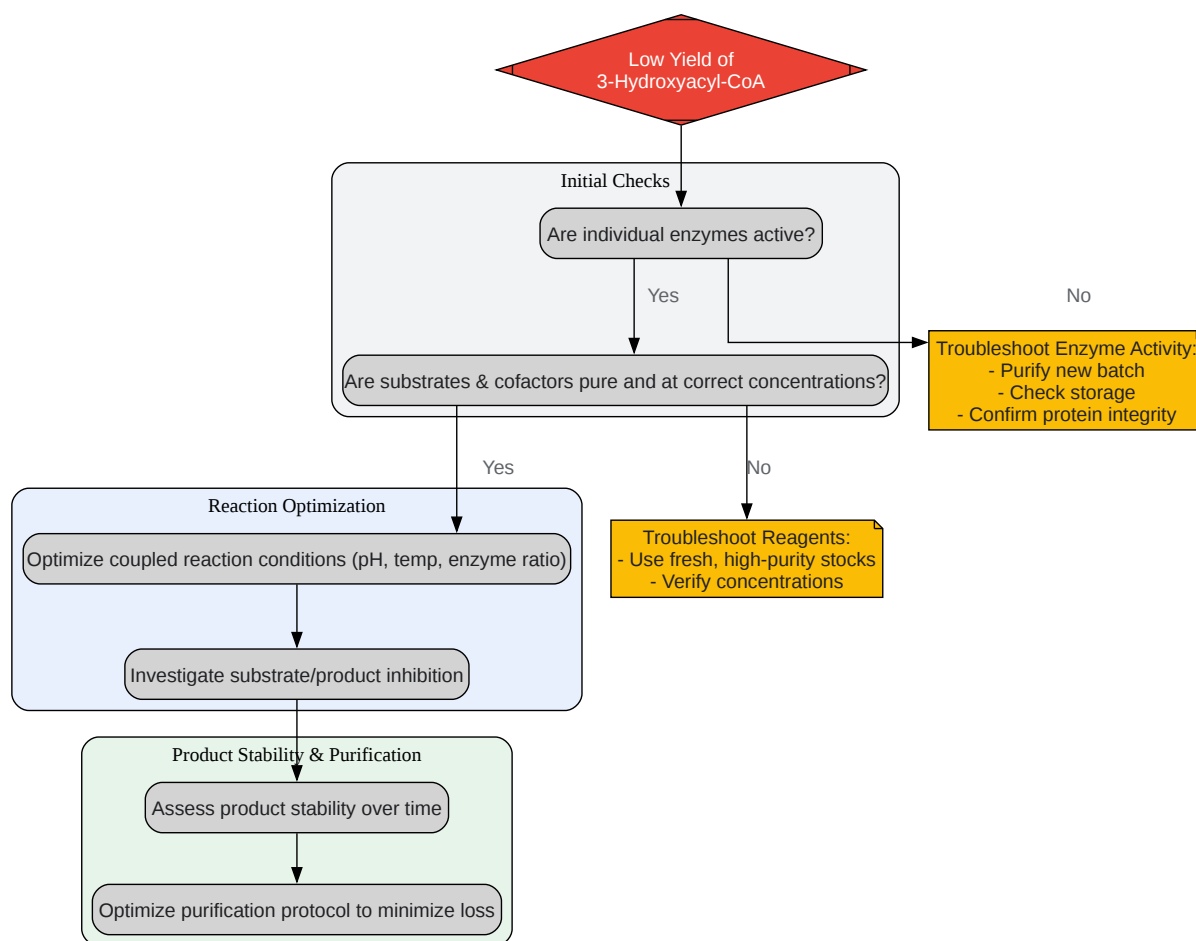 Low Yield of
3-Hydroxyacyl-CoA
Initial Checks
Are individual enzymes active?
Yes
No
Troubleshoot Enzyme Activity:
- Purify new batch
- Check storage
- Confirm protein integrity
Are substrates & cofactors pure and at correct concentrations?
Yes
No
Reaction Optimization
Optimize coupled reaction conditions (pH, temp, enzyme ratio)
Troubleshoot Reagents:
- Use fresh, high-purity stocks
- Verify concentrations
Investigate substrate/product inhibition
Product Stability & Purification
Assess product stability over time
Optimize purification protocol to minimize loss